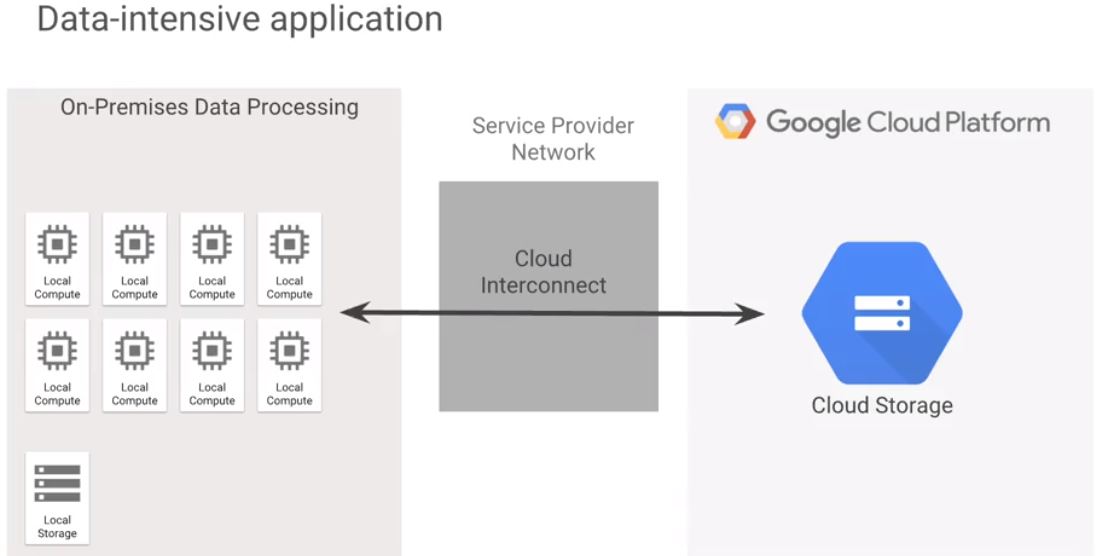 Data-intensive application
On-Premises Data Processing
Local
Compute
Local
Compute
Local
Compute
Local
Compute
Local
Compute
Local
Compute
Local
Compute
Local
Compute
Local
Storage
Service Provider
Network
Cloud
Interconnect
Google Cloud Platform
Cloud Storage